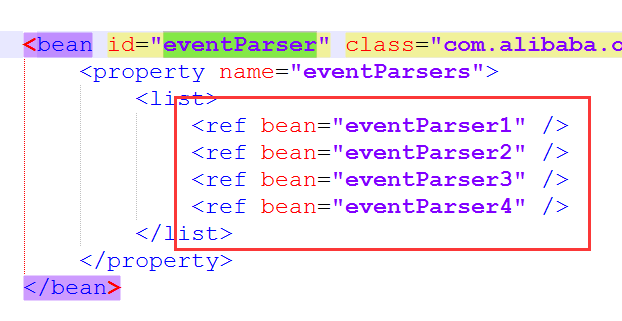 <bean id="eventParser" class="com.alibaba.
<property name="eventParsers">
<list>
<ref bean="eventParser1" />
<ref bean="eventParser2" />
<ref bean="eventParser3" />
<ref bean="eventParser4" />
</list>
</property>
</bean>